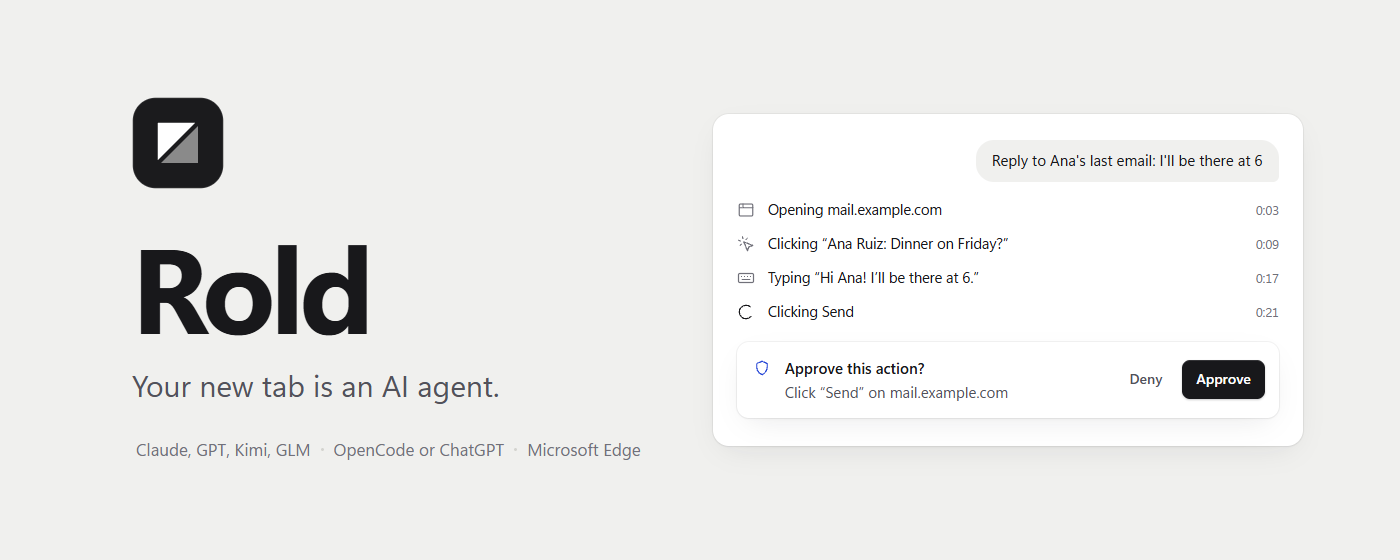 Rold
Your new tab is an AI agent.
Claude, GPT, Kimi, GLM · OpenCode or ChatGPT · Microsoft Edge
Reply to Ana's last email: I'll be there at 6
Opening mail.example.com 0:03
Clicking “Ana Ruiz: Dinner on Friday?” 0:09
Typing “Hi Ana! I’ll be there at 6.” 0:17
Clicking Send 0:21
Approve this action?
Click “Send” on mail.example.com
Deny Approve